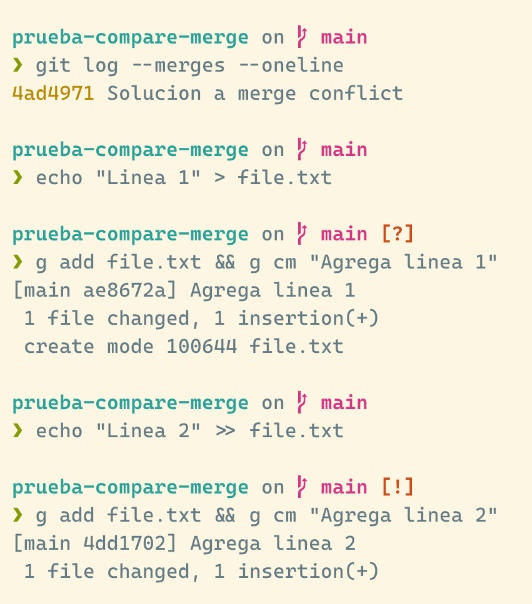 prueba-compare-merge on main
❯ git log --merges --oneline
4ad4971 Solucion a merge conflict
prueba-compare-merge on main
❯ echo "Linea 1" > file.txt
prueba-compare-merge on main [?]
❯ g add file.txt && g cm "Agrega linea 1"
[main ae8672a] Agrega linea 1
1 file changed, 1 insertion(+)
create mode 100644 file.txt
prueba-compare-merge on main
❯ echo "Linea 2" >> file.txt
prueba-compare-merge on main [!]
❯ g add file.txt && g cm "Agrega linea 2"
[main 4dd1702] Agrega linea 2
1 file changed, 1 insertion(+)